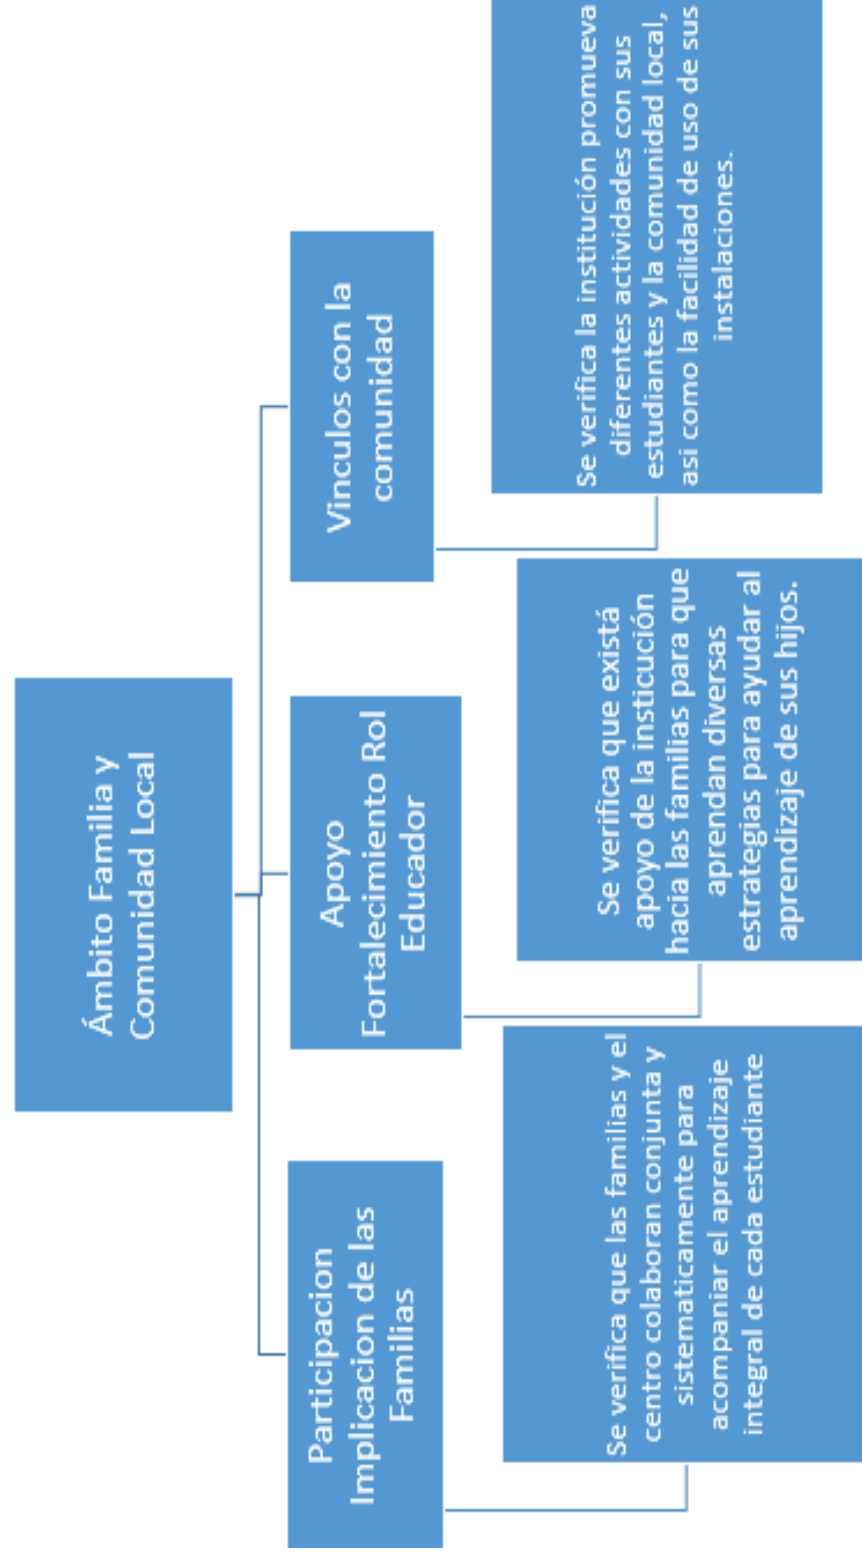 Ámbito Familia y
Comunidad Local
Participacion
Implicacion de las
Familias
Se verifica que las familias y el
centro colaboran conjunta y
sistematicamente para
acompaniar el aprendizaje
integral de cada estudiante
Apoyo
Fortalecimiento Rol
Educador
Se verifica que existá
apoyo de la insticución
hacia las familias para que
aprendan diversas
estrategias para ayudar al
aprendizaje de sus hijos.
Vinculos con la
comunidad
Se verifica la institución promueva
diferentes actividades con sus
estudiantes y la comunidad local,
asi como la facilidad de uso de sus
instalaciones.